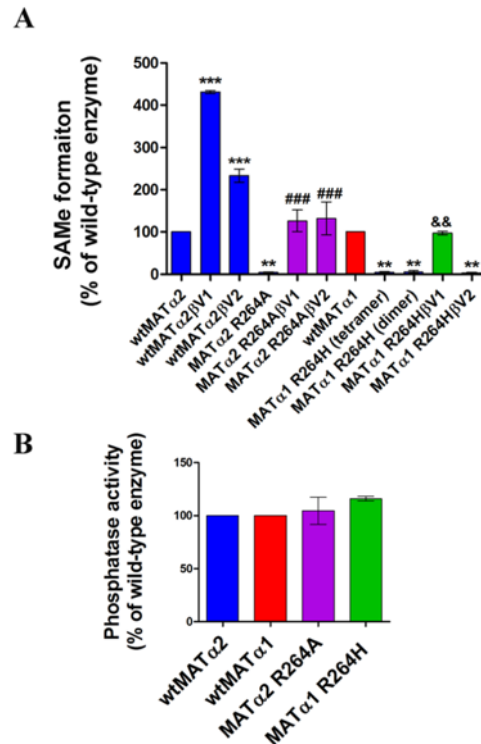 A
SAMe formaiton
(% of wild-type enzyme)
500
400
300
200
100
0
***
***
**
###
###
**
**
&&
**
wtMATα2
wtMATα2βV1
wtMATα2βV2
MATα2 R264A
MATα2 R264AβV1
MATα2 R264AβV2
wtMATα1
MATα1 R264H (tetramer)
MATα1 R264H (dimer)
MATα1 R264HβV1
MATα1 R264HβV2
B
Phosphatase activity
(% of wild-type enzyme)
150
100
50
0
wtMATα2
wtMATα1
MATα2 R264A
MATα1 R264H